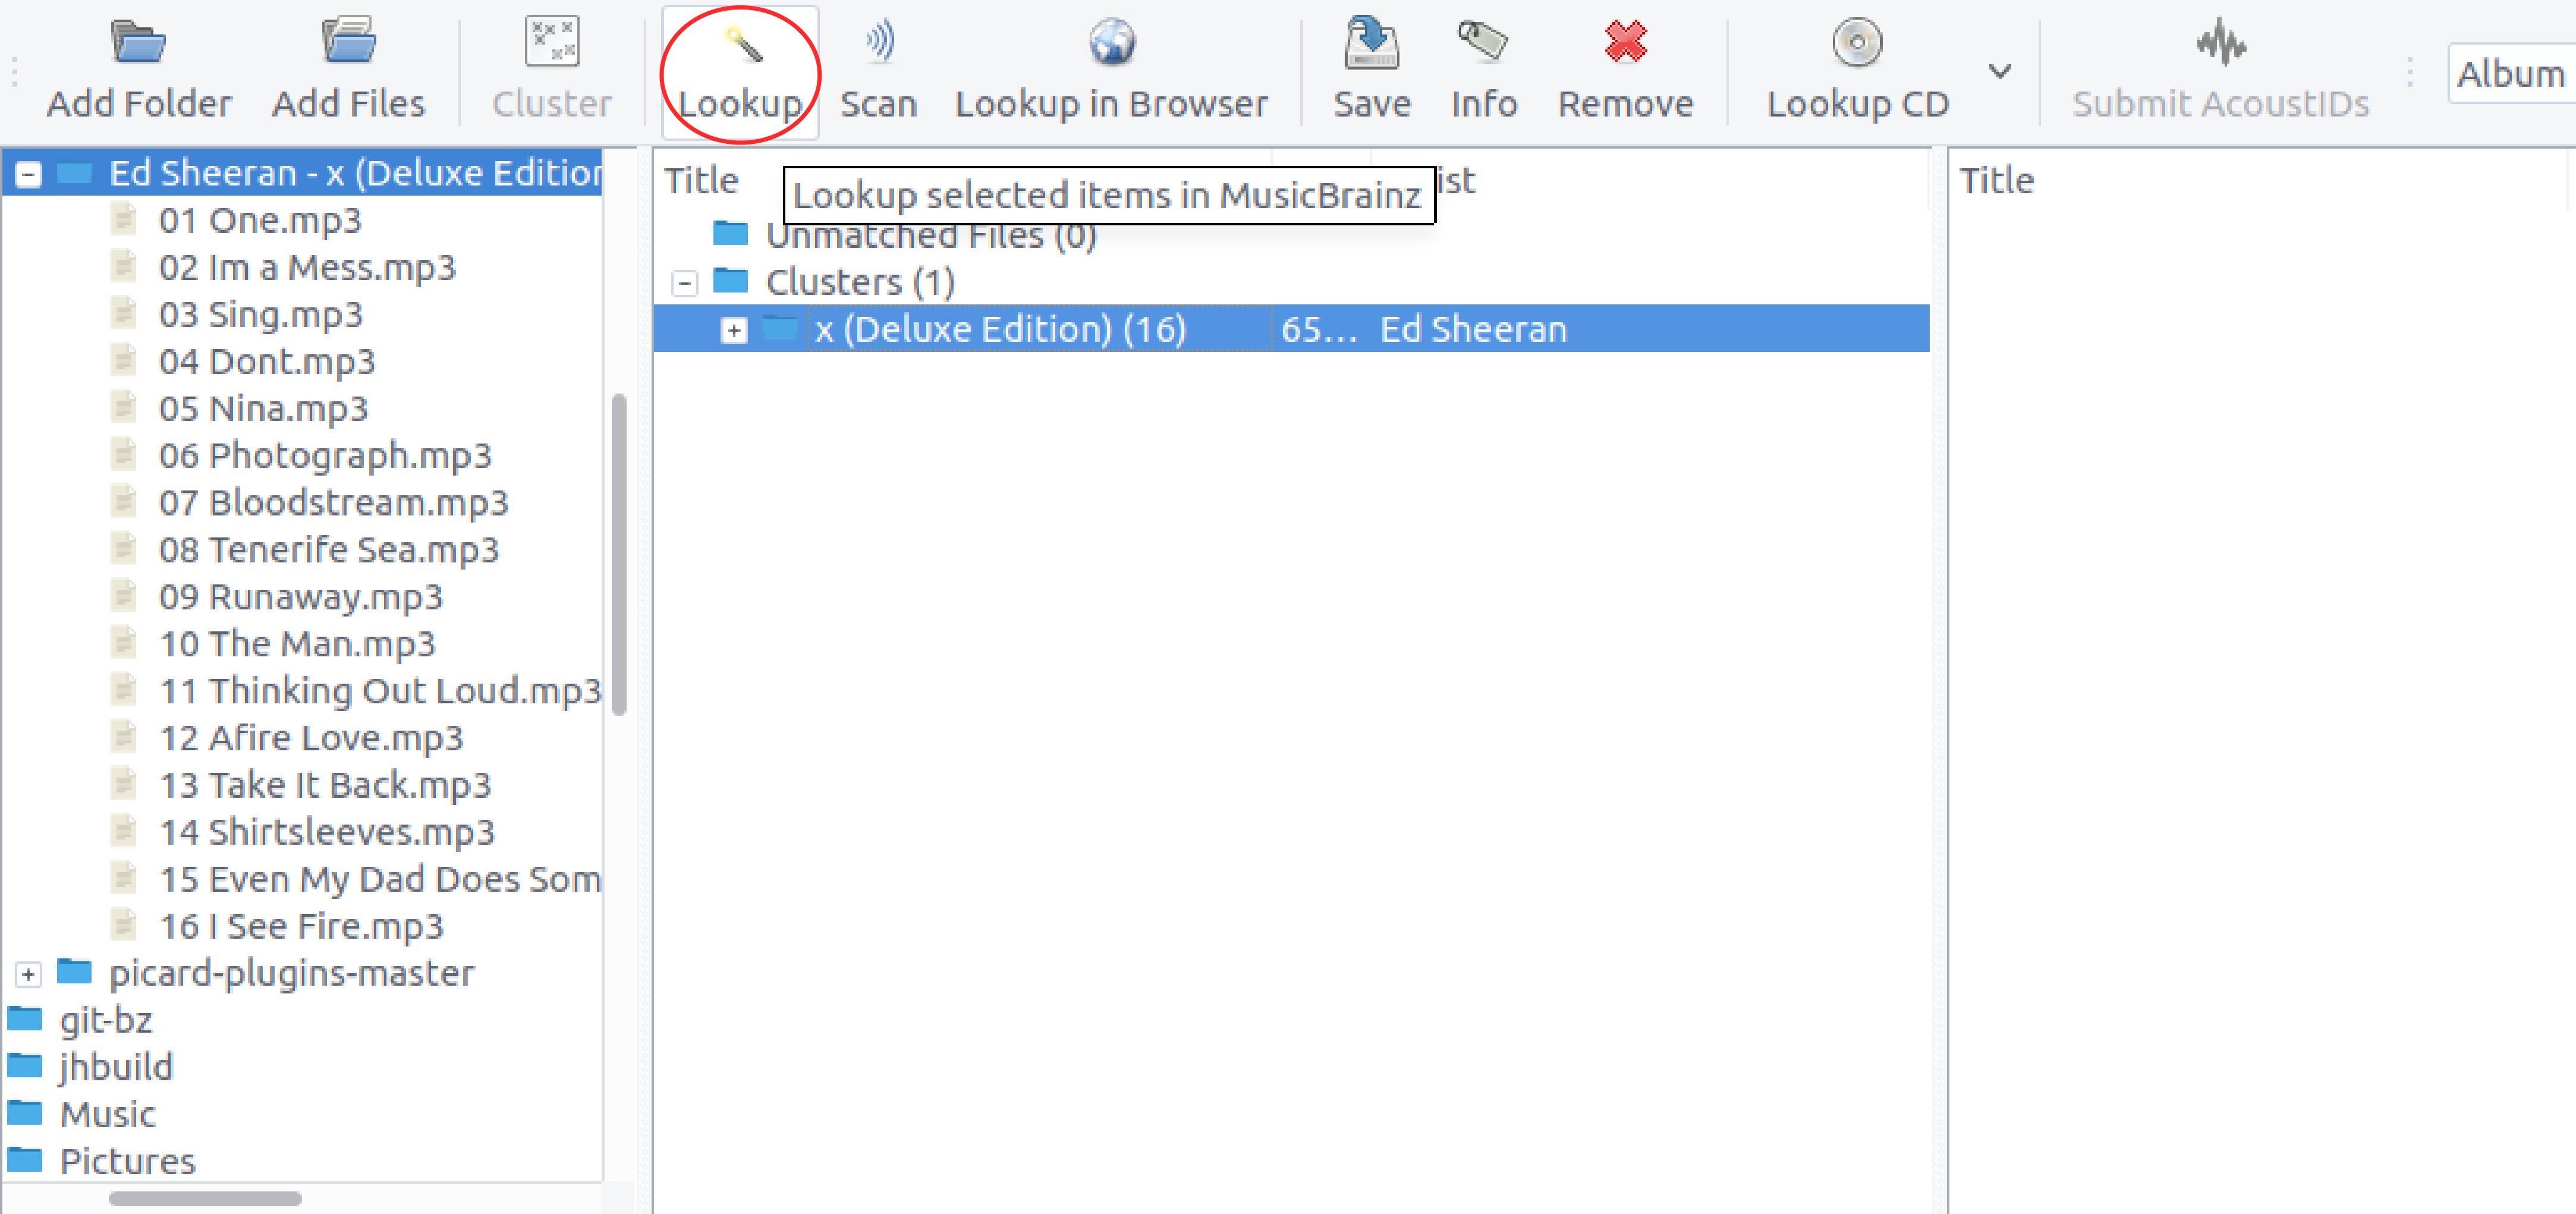 Add Folder Add Files Cluster Lookup Scan Lookup in Browser Save Info Remove Lookup CD Submit AcoustIDs Album
Ed Sheeran - x (Deluxe Edition
01 One.mp3
02 Im a Mess.mp3
03 Sing.mp3
04 Dont.mp3
05 Nina.mp3
06 Photograph.mp3
07 Bloodstream.mp3
08 Tenerife Sea.mp3
09 Runaway.mp3
10 The Man.mp3
11 Thinking Out Loud.mp3
12 Afire Love.mp3
13 Take It Back.mp3
14 Shirtsleeves.mp3
15 Even My Dad Does Som
16 I See Fire.mp3
picard-plugins-master
git-bz
jhbuild
Music
Pictures
Title ist
Lookup selected items in MusicBrainz
Unmatched Files (0)
Clusters (1)
x (Deluxe Edition) (16) 65... Ed Sheeran
Title